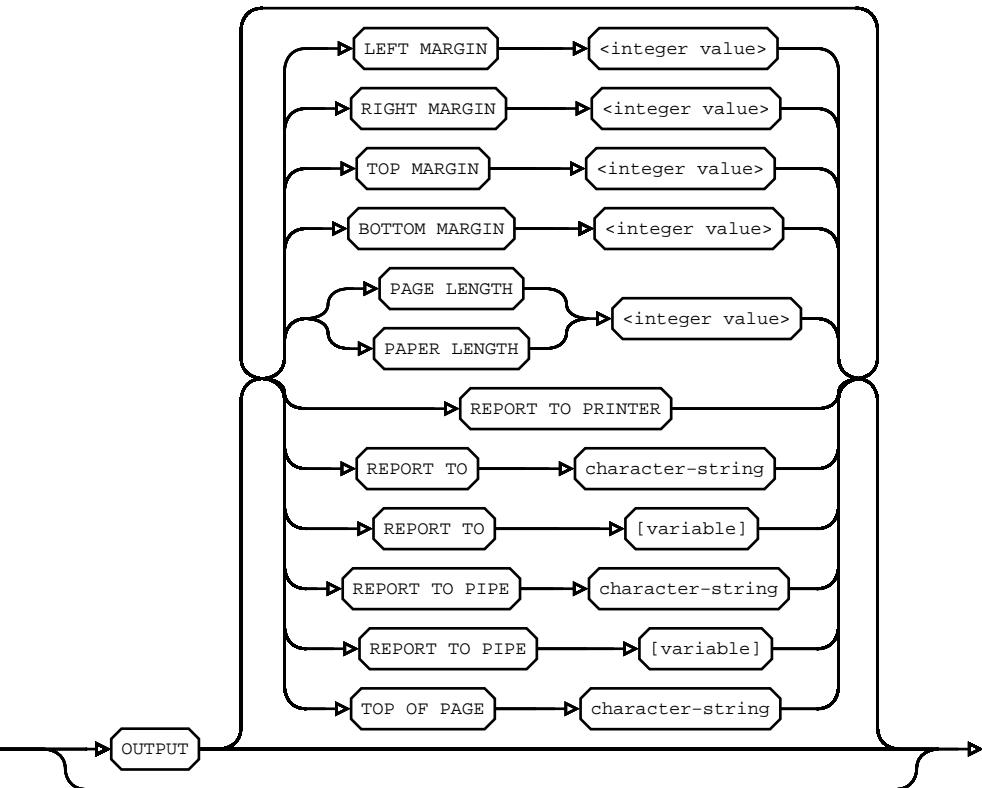 LEFT MARGIN <integer value>
RIGHT MARGIN <integer value>
TOP MARGIN <integer value>
BOTTOM MARGIN <integer value>
PAGE LENGTH
<integer value>
PAPER LENGTH
REPORT TO PRINTER
REPORT TO character-string
REPORT TO [variable]
REPORT TO PIPE character-string
REPORT TO PIPE [variable]
TOP OF PAGE character-string
OUTPUT